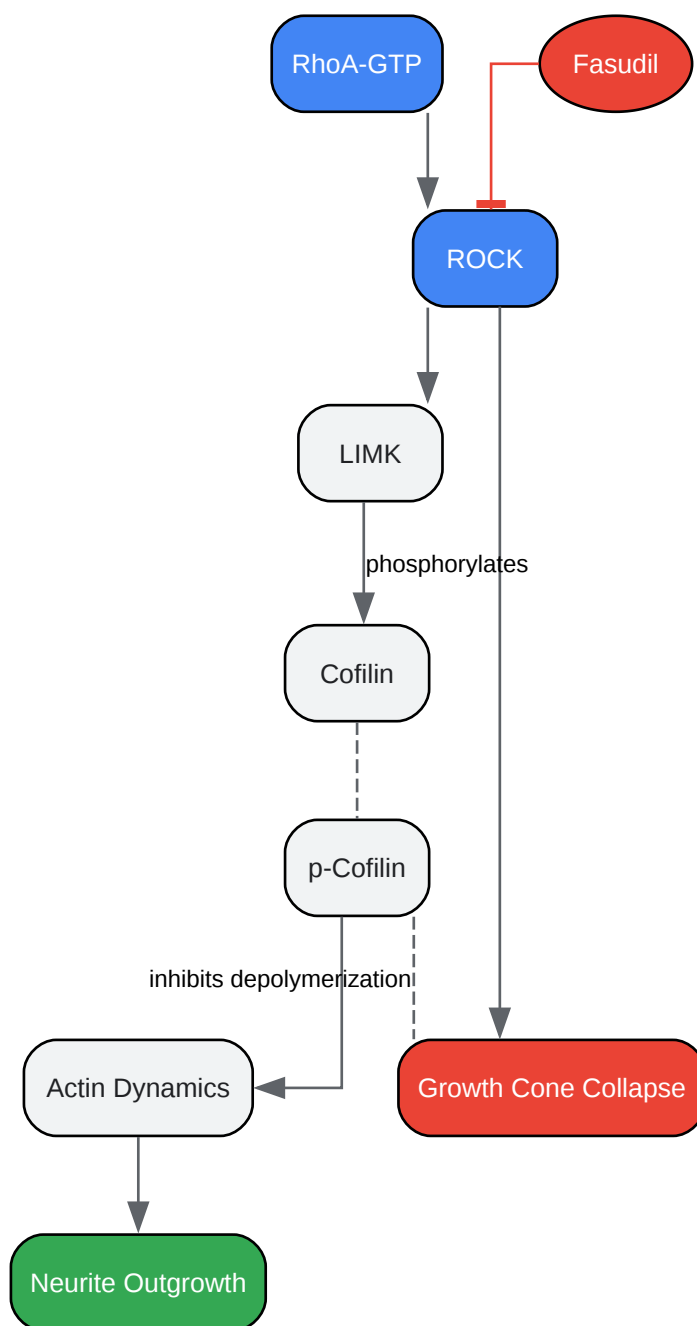 RhoA-GTP
Fasudil
ROCK
LIMK
phosphorylates
Cofilin
p-Cofilin
inhibits depolymerization
Actin Dynamics
Growth Cone Collapse
Neurite Outgrowth